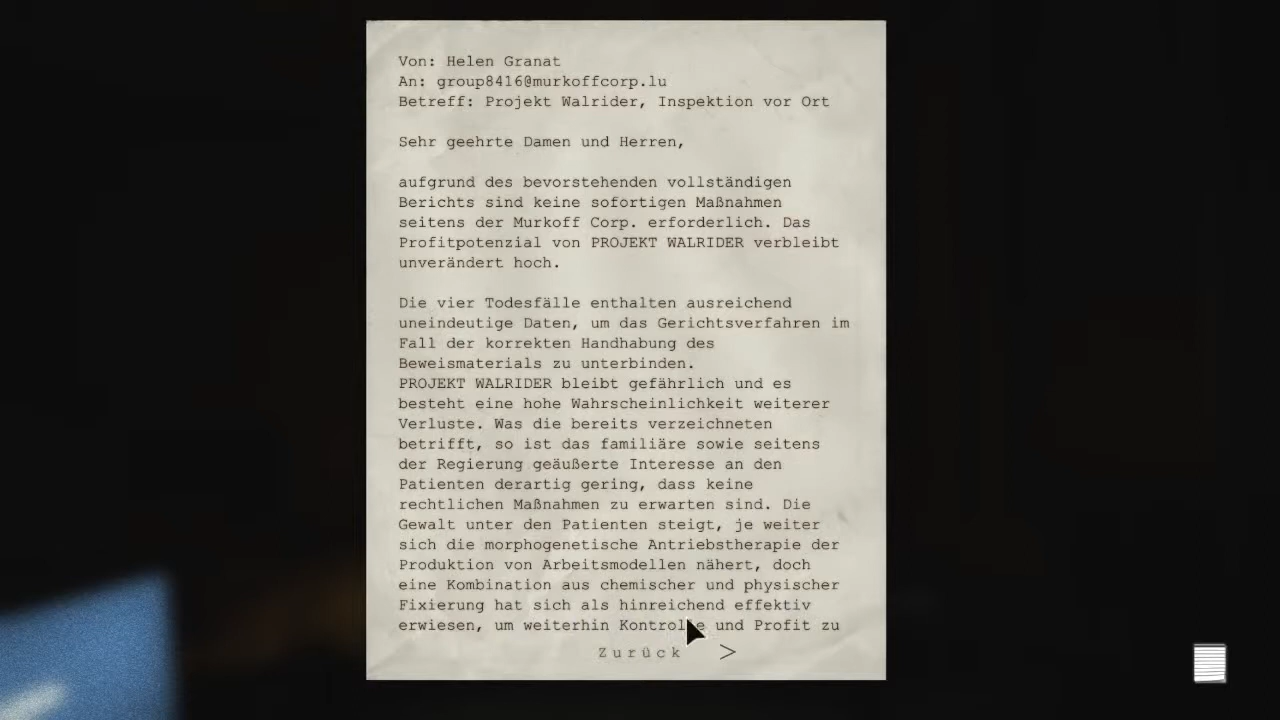 Von: Helen Granat
An: group8416@murkoffcorp.lu
Betreff: Projekt Walrider, Inspektion vor Ort
Sehr geehrte Damen und Herren,
aufgrund des bevorstehenden vollständigen
Berichts sind keine sofortigen Maßnahmen
seitens der Murkoff Corp. erforderlich. Das
Profitpotenzial von PROJEKT WALRIDER verbleibt
unverändert hoch.
Die vier Todesfälle enthalten ausreichend
uneindeutige Daten, um das Gerichtsverfahren im
Fall der korrekten Handhabung des
Beweismaterials zu unterbinden.
PROJEKT WALRIDER bleibt gefährlich und es
besteht eine hohe Wahrscheinlichkeit weiterer
Verluste. Was die bereits verzeichneten
betrifft, so ist das familiäre sowie seitens
der Regierung geäußerte Interesse an den
Patienten derartig gering, dass keine
rechtlichen Maßnahmen zu erwarten sind. Die
Gewalt unter den Patienten steigt, je weiter
sich die morphogenetische Antriebstherapie der
Produktion von Arbeitsmodellen nähert, doch
eine Kombination aus chemischer und physischer
Fixierung hat sich als hinreichend effektiv
erwiesen, um weiterhin Kontrolle und Profit zu
Zurück >